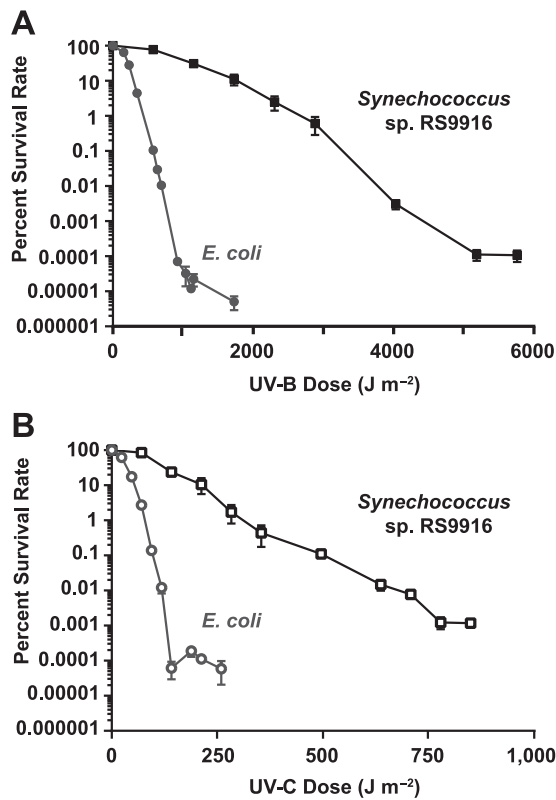 A
Percent Survival Rate
100
10
1
0.1
0.01
0.001
0.0001
0.00001
0.000001
Synechococcus
sp. RS9916
E. coli
0 2000 4000 6000
UV-B Dose (J m⁻²)
B
Percent Survival Rate
100
10
1
0.1
0.01
0.001
0.0001
0.00001
0.000001
Synechococcus
sp. RS9916
E. coli
0 250 500 750 1,000
UV-C Dose (J m⁻²)